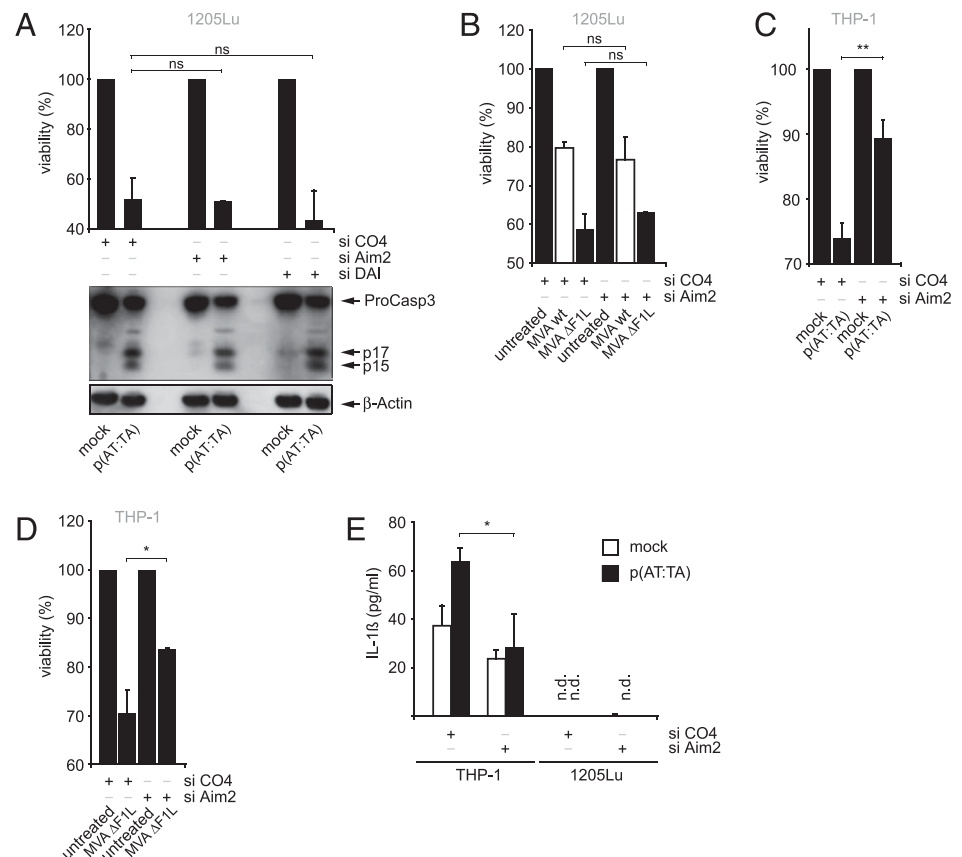 A
1205Lu
120
100
80
60
40
viability (%)
ns
ns
+ + – – – – si CO4
– – + + – – si Aim2
– – – – + + si DAI
ProCasp3
p17
p15
β-Actin
mock
p(AT:TA)
mock
p(AT:TA)
mock
p(AT:TA)
B
1205Lu
120
110
100
90
80
70
60
50
viability (%)
ns
ns
+ + + – – – si CO4
– – – + + + si Aim2
untreated
MVA wt
MVA ΔF1L
untreated
MVA wt
MVA ΔF1L
C
THP-1
100
90
80
70
viability (%)
**
+ + – – si CO4
– – + + si Aim2
mock
p(AT:TA)
mock
p(AT:TA)
D
THP-1
120
100
90
80
70
60
viability (%)
*
+ + – – si CO4
– – + + si Aim2
untreated
MVA ΔF1L
untreated
MVA ΔF1L
E
80
60
40
20
IL-1ß (pg/ml)
*
mock
p(AT:TA)
n.d.
n.d.
n.d.
+ – + – si CO4
– + – + si Aim2
THP-1
1205Lu